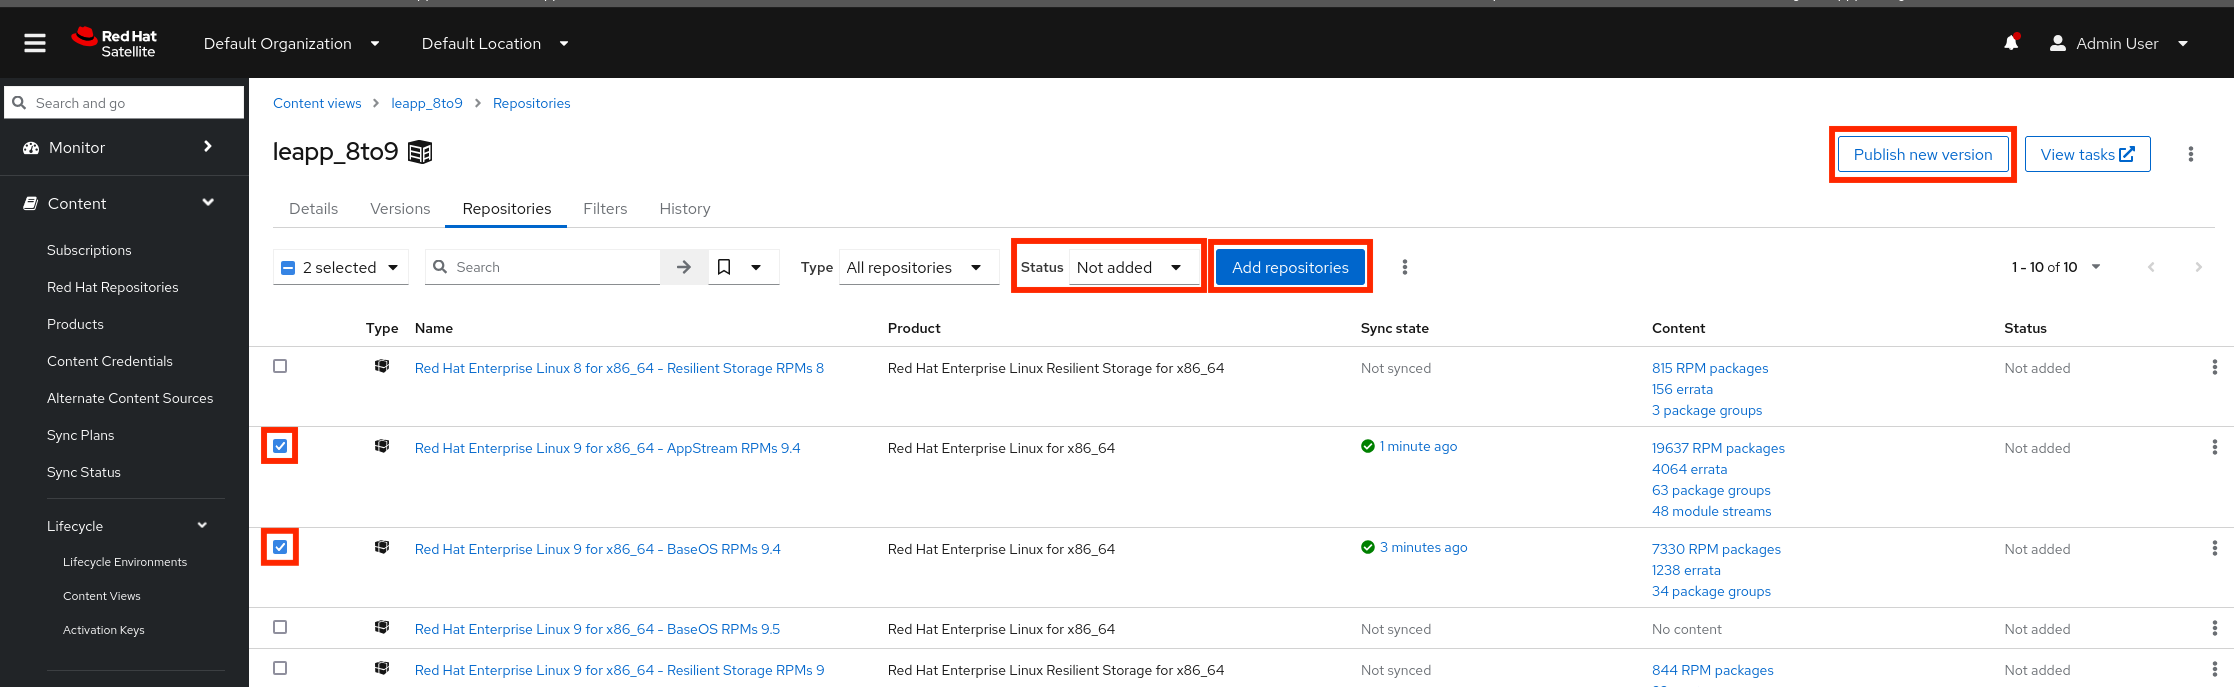 Red Hat
Satellite
Default Organization
Default Location
Admin User
Search and go
Monitor
Content
Subscriptions
Red Hat Repositories
Products
Content Credentials
Alternate Content Sources
Sync Plans
Sync Status
Lifecycle
Lifecycle Environments
Content Views
Activation Keys
Content views > leapp_8to9 > Repositories
leapp_8to9
Publish new version
View tasks
Details Versions Repositories Filters History
2 selected
Search
Type All repositories
Status Not added
Add repositories
1 - 10 of 10
Type Name Product Sync state Content Status
Red Hat Enterprise Linux 8 for x86_64 - Resilient Storage RPMs 8 Red Hat Enterprise Linux Resilient Storage for x86_64 Not synced 815 RPM packages Not added
156 errata
3 package groups
Red Hat Enterprise Linux 9 for x86_64 - AppStream RPMs 9.4 Red Hat Enterprise Linux for x86_64 1 minute ago 19637 RPM packages Not added
4064 errata
63 package groups
48 module streams
Red Hat Enterprise Linux 9 for x86_64 - BaseOS RPMs 9.4 Red Hat Enterprise Linux for x86_64 3 minutes ago 7330 RPM packages Not added
1238 errata
34 package groups
Red Hat Enterprise Linux 9 for x86_64 - BaseOS RPMs 9.5 Red Hat Enterprise Linux for x86_64 Not synced No content Not added
Red Hat Enterprise Linux 9 for x86_64 - Resilient Storage RPMs 9 Red Hat Enterprise Linux Resilient Storage for x86_64 Not synced 844 RPM packages Not added